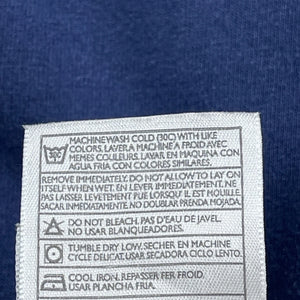 MACHINE WASH COLD (30C) WITH LIKE
COLORS. LAVER A MACHINE A FROID AVEC
MEMES COULEURS. LAVAR EN MAQUINA CON
AGUA FRIA CON COLORES SIMILARES.
REMOVE IMMEDIATELY. DO NOT ALLOW TO LAY ON
ITSELF WHEN WET. EN LEVER IMMEDIATEMENT. NE
PAS LAISSER REPLIE SUR LUI-MEME LORSQU'IL EST MOUILLE
SACAR INMEDIATAMENTE. NO DOUBLAR PRENDA MOJADA.
DO NOT BLEACH. PAS D'EAU DE JAVEL.
NO USAR BLANQUEADORES.
TUMBLE DRY LOW. SECHER EN MACHINE
CYCLE DELICAT. USAR SECADORA CICLO LENTO.
COOL IRON. REPASSER FER FROID.
USAR PLANCHA FRIA.